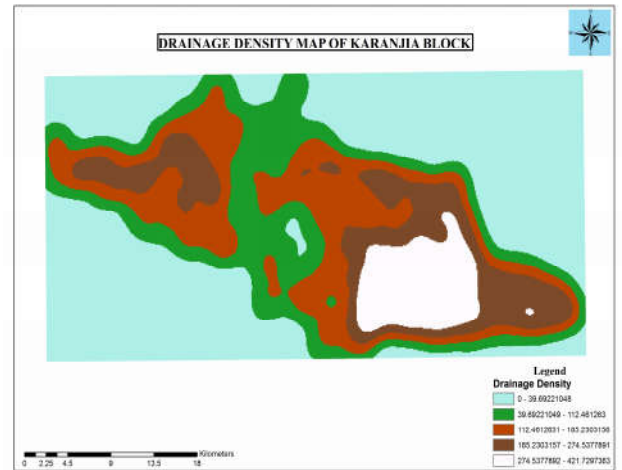 DRAINAGE DENSITY MAP OF KARANJIA BLOCK
Legend
Drainage Density
0 - 39.69221048
39.69221049 - 112.461263
112.4612631 - 185.2303156
185.2303157 - 274.5377891
274.5377892 - 421.7297363
Kilometers
0 2.25 4.5 9 13.5 18